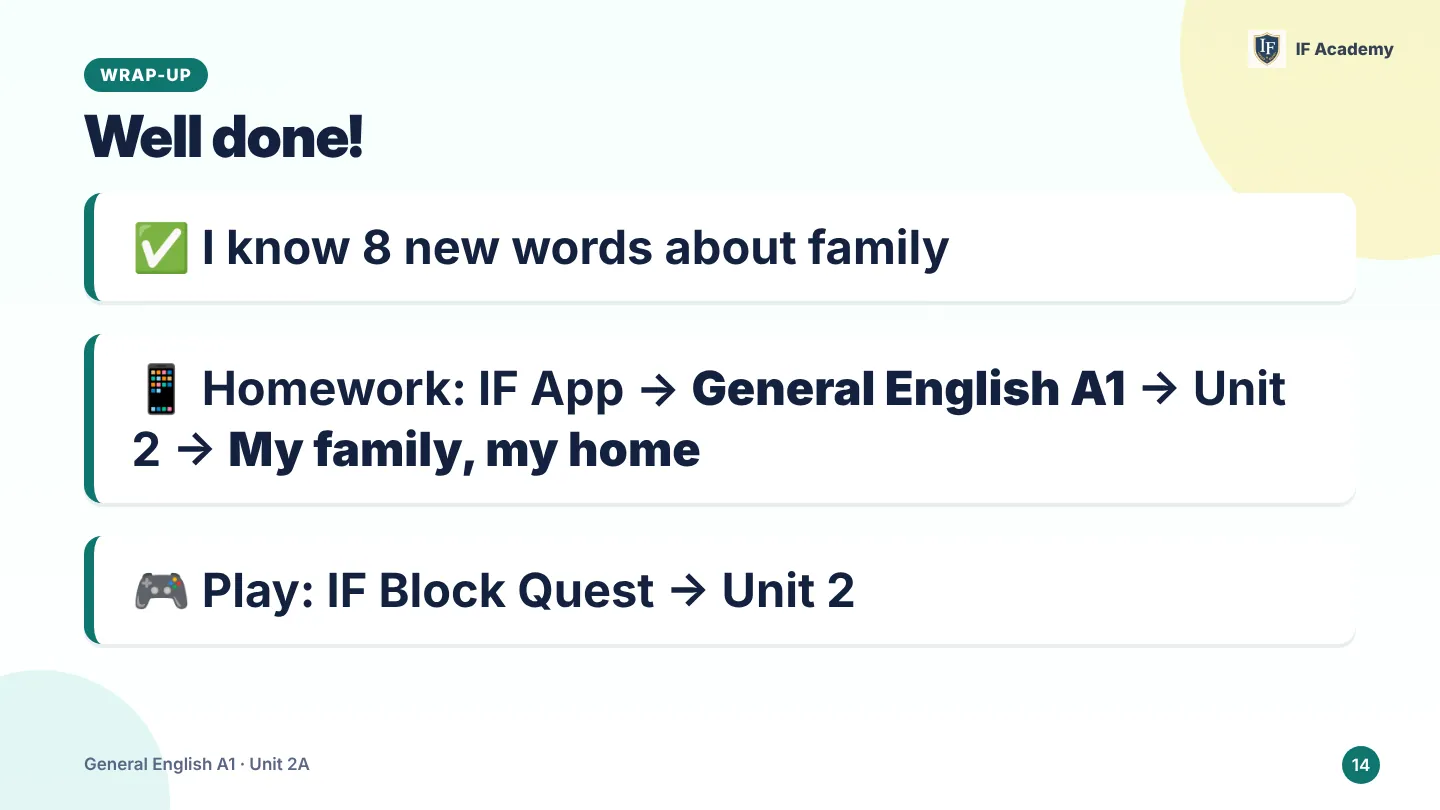 IF Academy
WRAP-UP
Well done!
✅ I know 8 new words about family
📱 Homework: IF App → General English A1 → Unit
2 → My family, my home
🎮 Play: IF Block Quest → Unit 2
General English A1 · Unit 2A
14